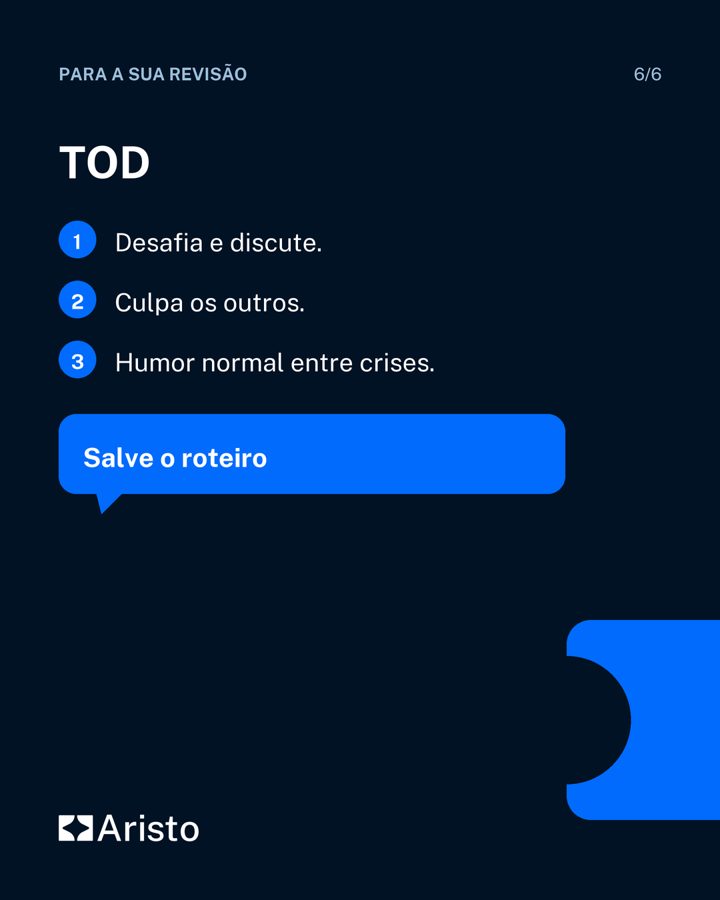 PARA A SUA REVISÃO
6/6
TOD
1 Desafia e discute.
2 Culpa os outros.
3 Humor normal entre crises.
Salve o roteiro
Aristo